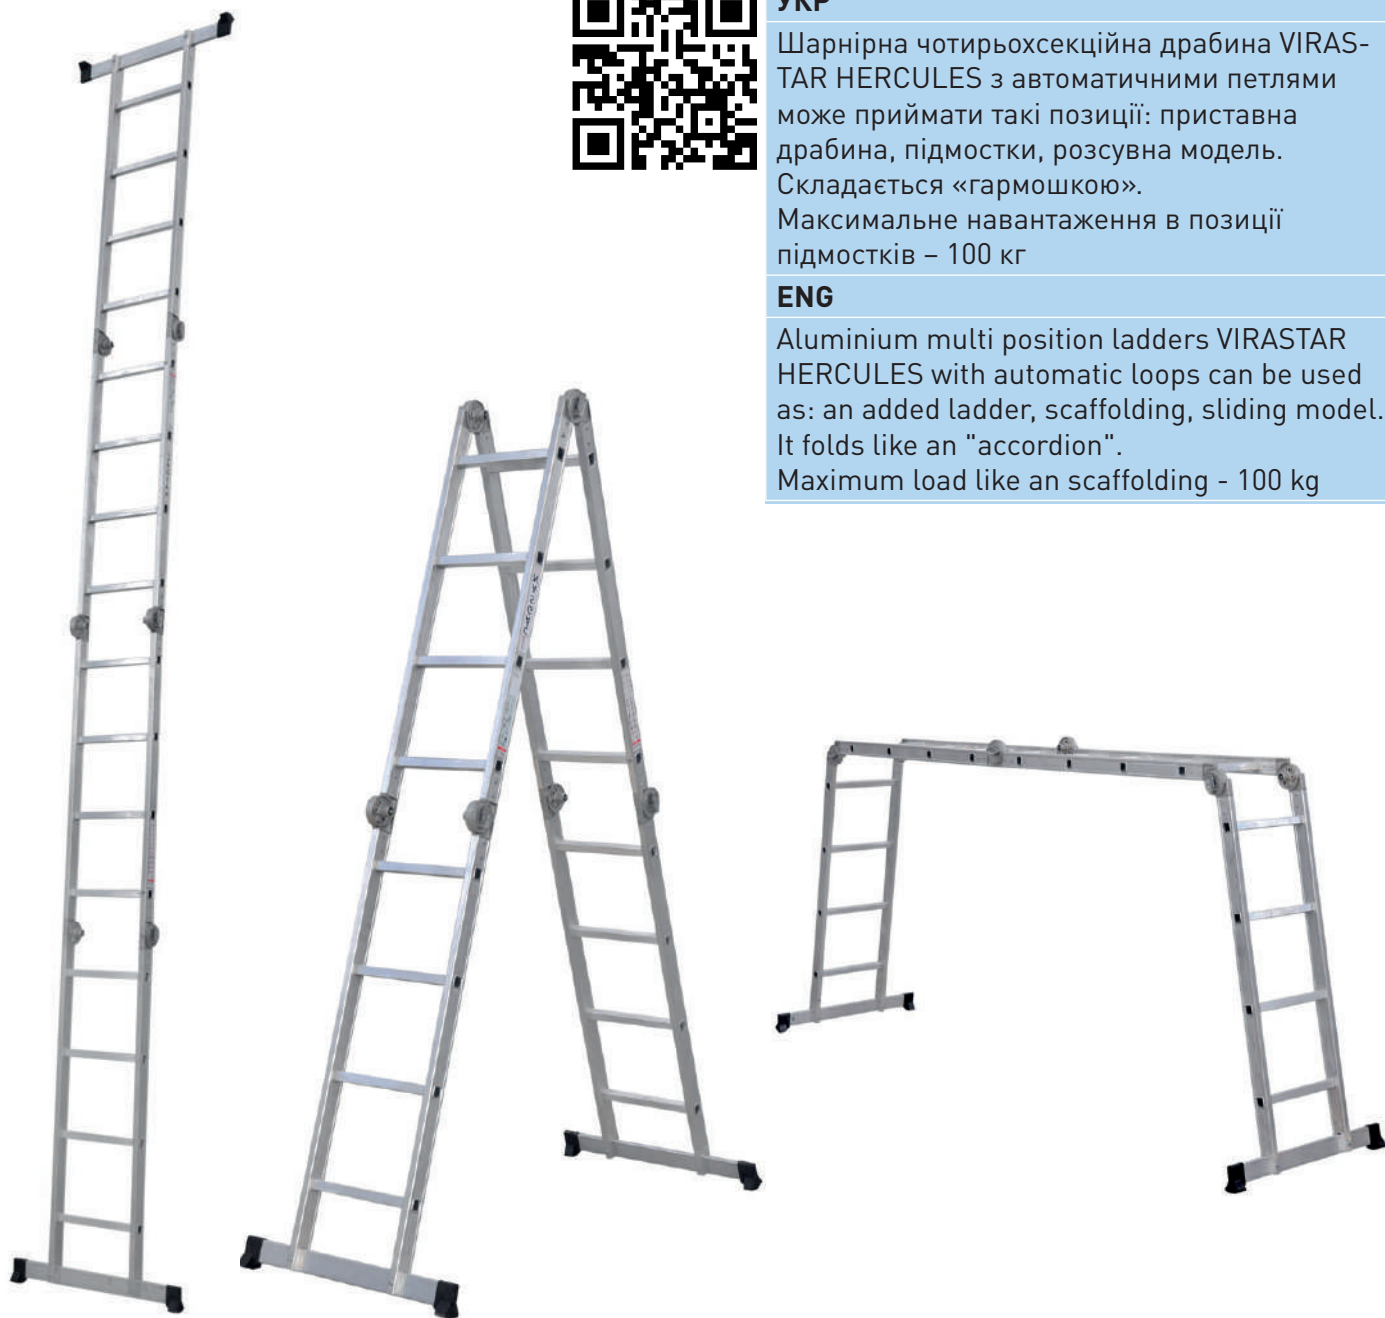 УКР
Шарнірна чотирьохсекційна драбина VIRAS-
TAR HERCULES з автоматичними петлями
може приймати такі позиції: приставна
драбина, підмостки, розсувна модель.
Складається «гармошкою».
Максимальне навантаження в позиції
підмостків – 100 кг
ENG
Aluminium multi position ladders VIRASTAR
HERCULES with automatic loops can be used
as: an added ladder, scaffolding, sliding model.
It folds like an "accordion".
Maximum load like an scaffolding - 100 kg